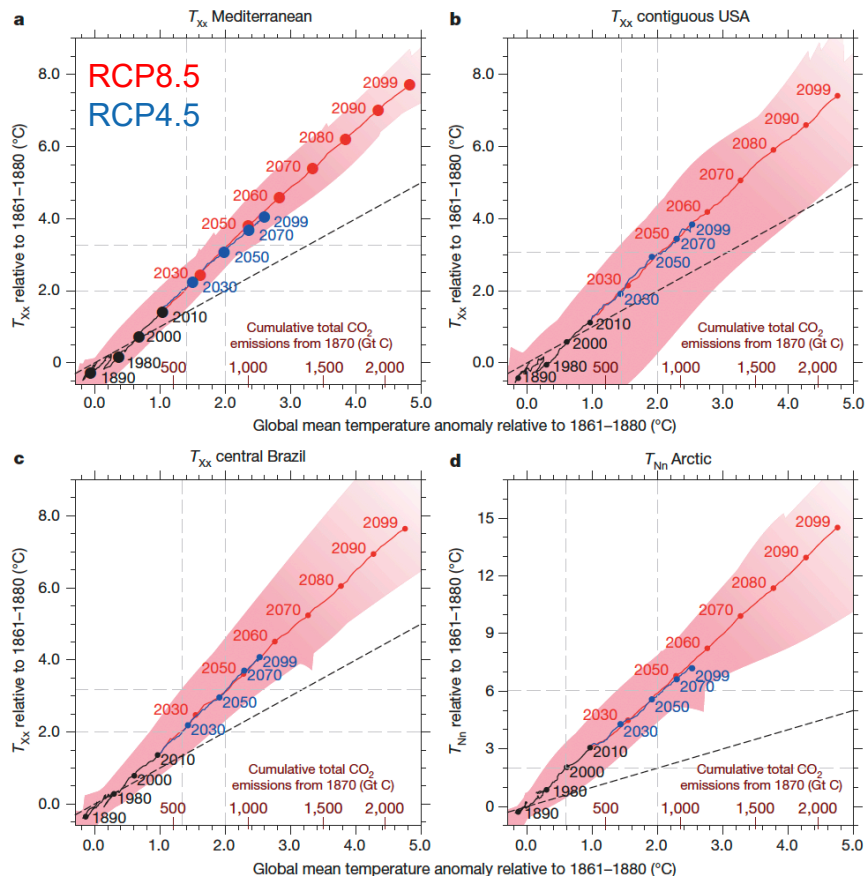 a
T_Xx Mediterranean
RCP8.5
RCP4.5
T_Xx relative to 1861–1880 (°C)
8.0
6.0
4.0
2.0
0.0
2099
2090
2080
2070
2060
2050
2099
2070
2030
2050
2030
2010
2000
1980
1890
Cumulative total CO₂
emissions from 1870 (Gt C)
500 1,000 1,500 2,000
0.0 1.0 2.0 3.0 4.0 5.0
Global mean temperature anomaly relative to 1861–1880 (°C)
b
T_Xx contiguous USA
T_Xx relative to 1861–1880 (°C)
8.0
6.0
4.0
2.0
0.0
2099
2090
2080
2070
2060
2050
2099
2070
2030
2050
2030
2010
2000
1980
1890
Cumulative total CO₂
emissions from 1870 (Gt C)
500 1,000 1,500 2,000
0.0 1.0 2.0 3.0 4.0 5.0
c
T_Xx central Brazil
T_Xx relative to 1861–1880 (°C)
8.0
6.0
4.0
2.0
0.0
2099
2090
2080
2070
2060
2050
2099
2070
2030
2050
2030
2010
2000
1980
1890
Cumulative total CO₂
emissions from 1870 (Gt C)
500 1,000 1,500 2,000
0.0 1.0 2.0 3.0 4.0 5.0
Global mean temperature anomaly relative to 1861–1880 (°C)
d
T_Nn Arctic
T_Nn relative to 1861–1880 (°C)
15
12
9
6
3
0
2099
2090
2080
2070
2060
2050
2099
2070
2030
2050
2030
2010
2000
1980
1890
Cumulative total CO₂
emissions from 1870 (Gt C)
500 1,000 1,500 2,000
0.0 1.0 2.0 3.0 4.0 5.0